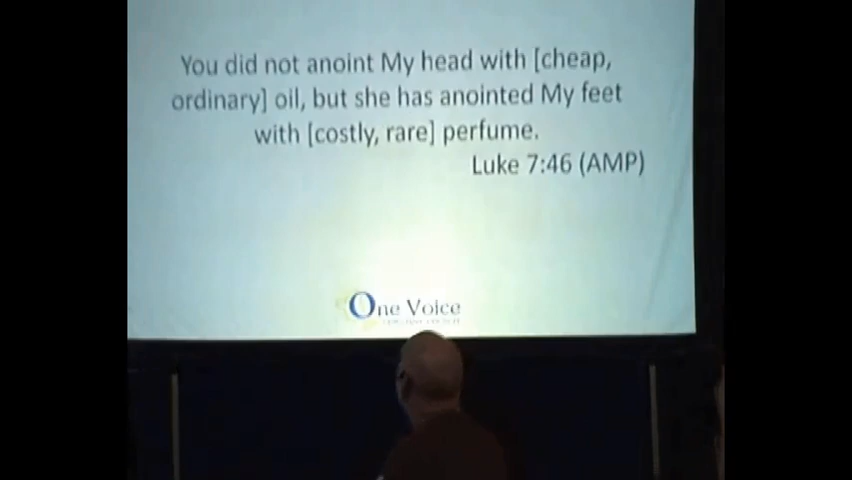 You did not anoint My head with [cheap,
ordinary] oil, but she has anointed My feet
with [costly, rare] perfume.
Luke 7:46 (AMP)
One Voice